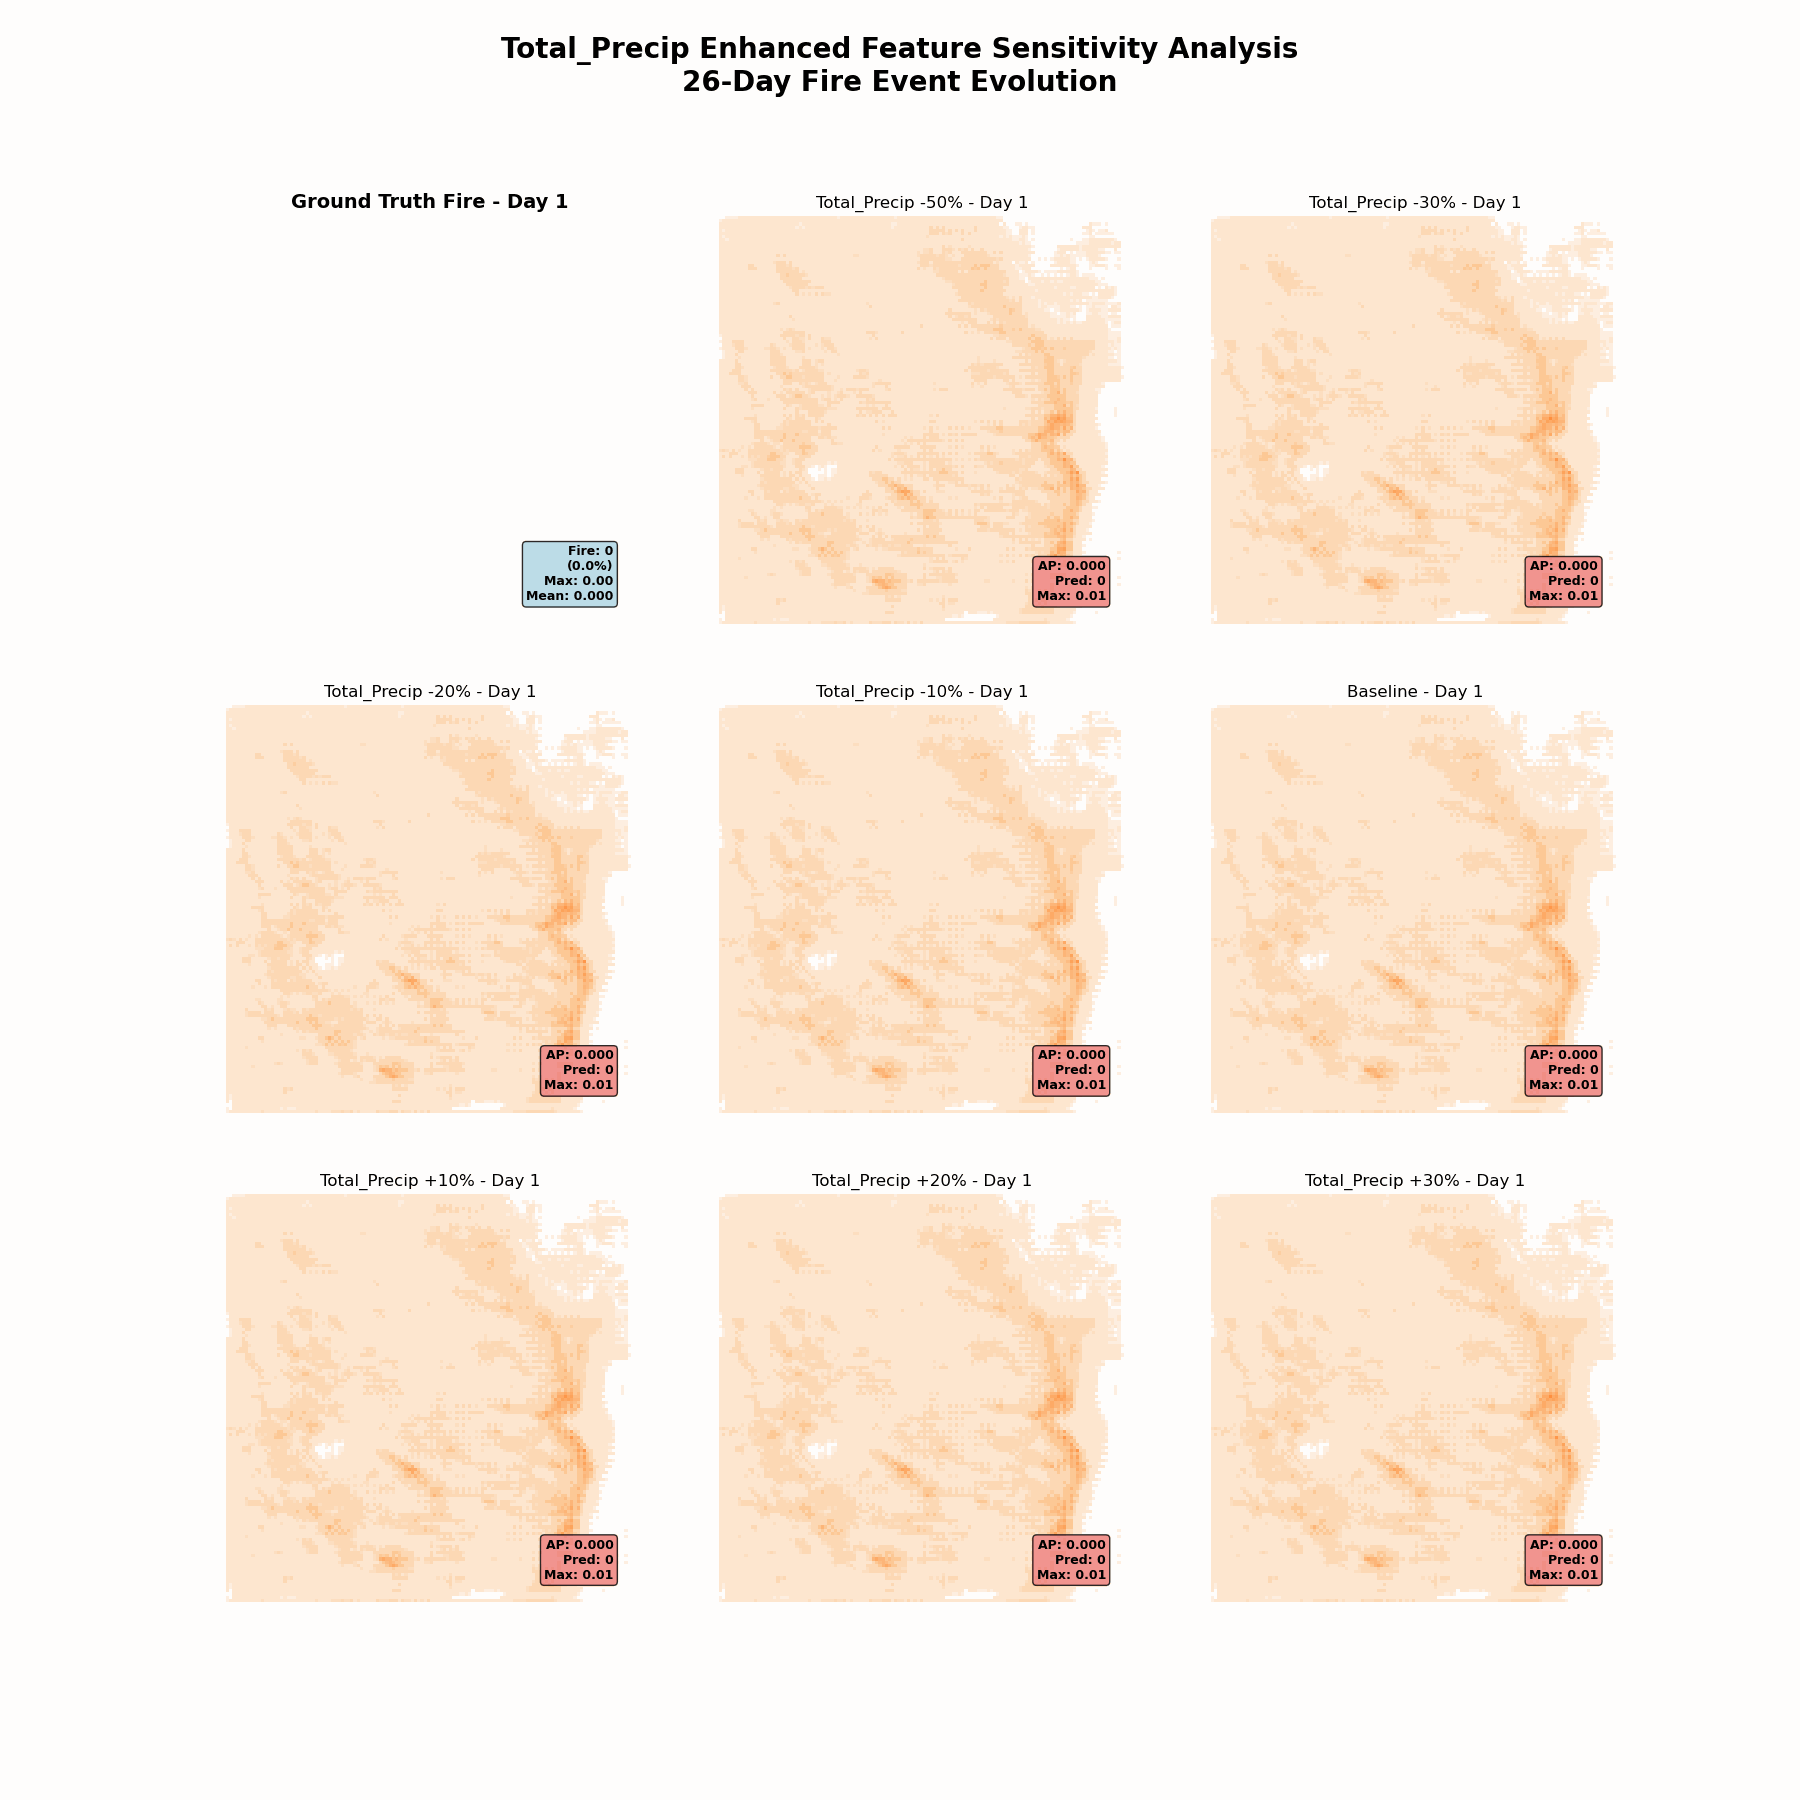 Total_Precip Enhanced Feature Sensitivity Analysis
26-Day Fire Event Evolution
Ground Truth Fire - Day 1
Fire: 0
(0.0%)
Max: 0.00
Mean: 0.000
Total_Precip -50% - Day 1
AP: 0.000
Pred: 0
Max: 0.01
Total_Precip -30% - Day 1
AP: 0.000
Pred: 0
Max: 0.01
Total_Precip -20% - Day 1
AP: 0.000
Pred: 0
Max: 0.01
Total_Precip -10% - Day 1
AP: 0.000
Pred: 0
Max: 0.01
Baseline - Day 1
AP: 0.000
Pred: 0
Max: 0.01
Total_Precip +10% - Day 1
AP: 0.000
Pred: 0
Max: 0.01
Total_Precip +20% - Day 1
AP: 0.000
Pred: 0
Max: 0.01
Total_Precip +30% - Day 1
AP: 0.000
Pred: 0
Max: 0.01